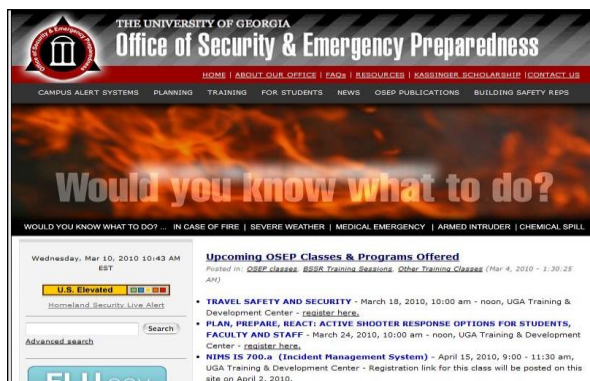 Office of Security & Emergency Preparedness
THE UNIVERSITY OF GEORGIA
Office of Security & Emergency Preparedness
HOME | ABOUT OUR OFFICE | FAQs | RESOURCES | KASSINGER SCHOLARSHIP | CONTACT US
CAMPUS ALERT SYSTEMS PLANNING TRAINING FOR STUDENTS NEWS OSEP PUBLICATIONS BUILDING SAFETY REPS
Would you know what to do?
WOULD YOU KNOW WHAT TO DO? ... IN CASE OF FIRE | SEVERE WEATHER | MEDICAL EMERGENCY | ARMED INTRUDER | CHEMICAL SPILL
Wednesday, Mar 10, 2010 10:43 AM
EST
U.S. Elevated
Homeland Security Live Alert
Search
Advanced search
FLU.gov
Upcoming OSEP Classes & Programs Offered
Posted in: OSEP classes, BSSR Training Sessions, Other Training Classes (Mar 4, 2010 - 1:30:25
AM)
• TRAVEL SAFETY AND SECURITY - March 18, 2010, 10:00 am - noon, UGA Training &
Development Center - register here.
• PLAN, PREPARE, REACT: ACTIVE SHOOTER RESPONSE OPTIONS FOR STUDENTS,
FACULTY AND STAFF - March 24, 2010, 10:00 am - noon, UGA Training & Development
Center - register here.
• NIMS IS 700.a (Incident Management System) - April 15, 2010, 9:00 - 11:30 am,
UGA Training & Development Center - Registration link for this class will be posted on this
site on April 2, 2010.